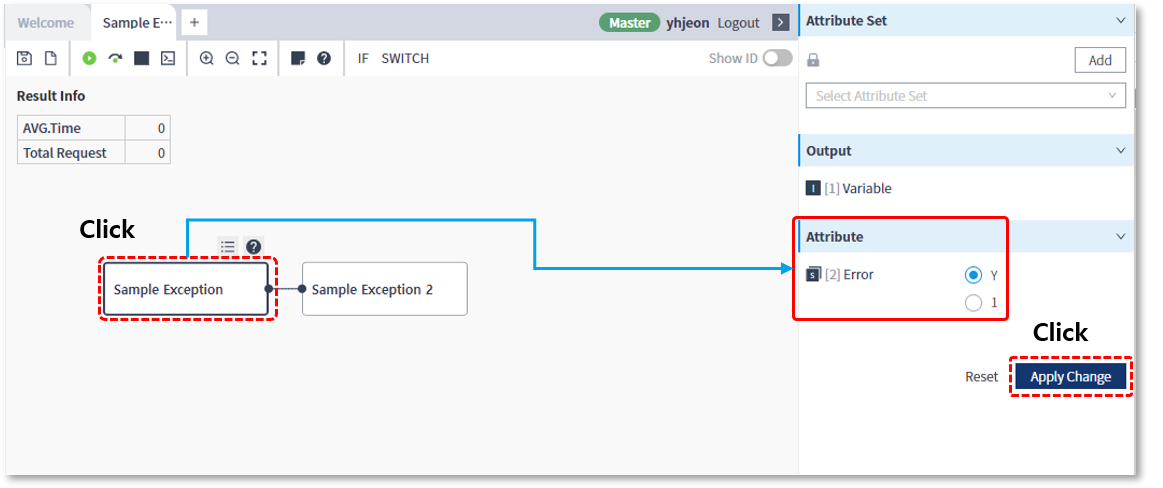 Welcome
Sample E···
+
Master yhjeon Logout
IF SWITCH
Show ID
Result Info
AVG.Time 0
Total Request 0
Click
Sample Exception
Sample Exception 2
Attribute Set
Add
Select Attribute Set
Output
I [1] Variable
Attribute
S [2] Error Y
1
Click
Reset Apply Change